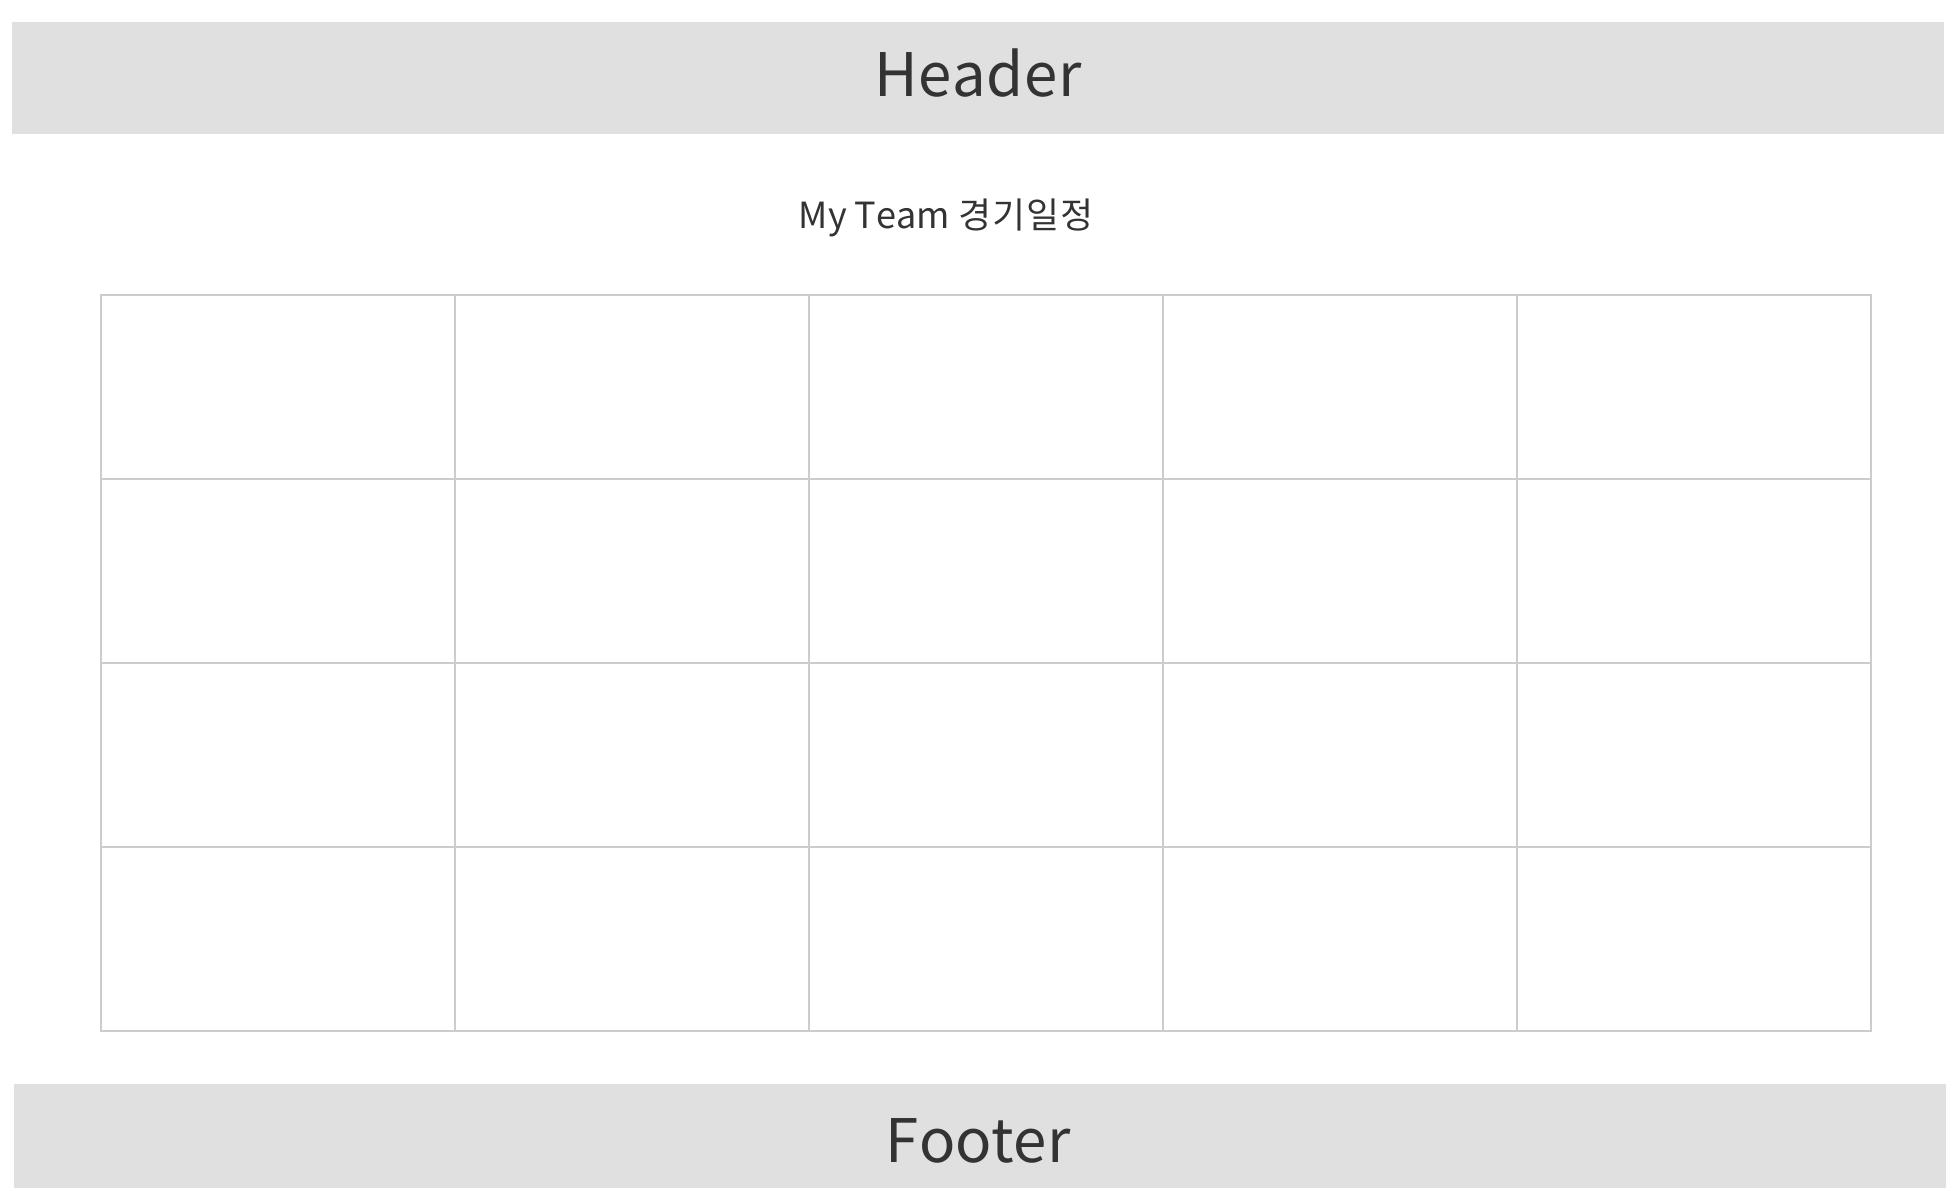 Header
My Team 경기일정
Footer